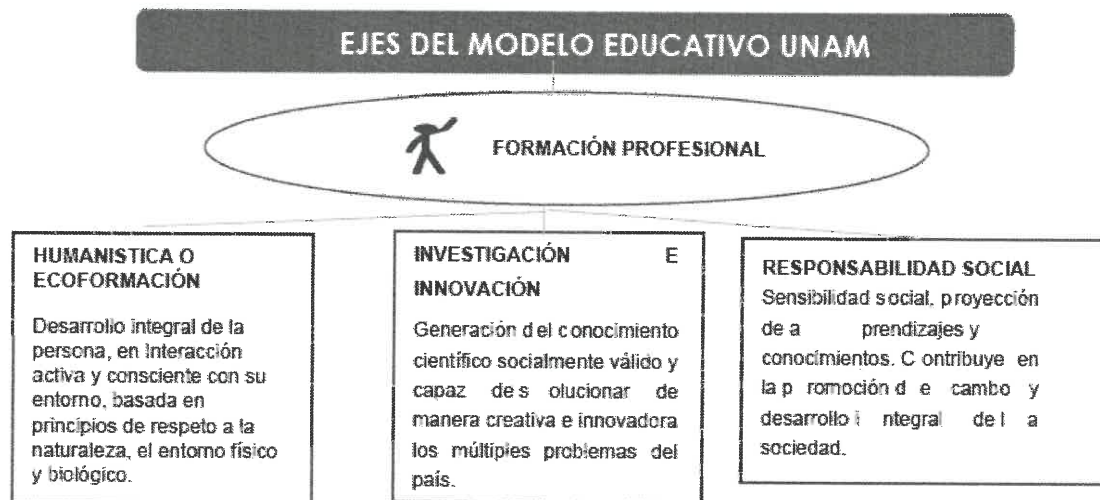 EJES DEL MODELO EDUCATIVO UNAM
FORMACIÓN PROFESIONAL
HUMANISTICA O
ECOFORMACIÓN
Desarrollo integral de la
persona, en Interacción
activa y consciente con su
entorno, basada en
principios de respeto a la
naturaleza, el entorno físico
y biológico.
INVESTIGACIÓN E
INNOVACIÓN
Generación d el c onocimiento
científico socialmente válido y
capaz de s olucionar de
manera creativa e innovadora
los múltiples problemas del
país.
RESPONSABILIDAD SOCIAL
Sensibilidad s ocial, p royección
de a prendizajes y
conocimientos. C ontribuye en
la p romoción d e cambo y
desarrollo i ntegral de l a
sociedad.